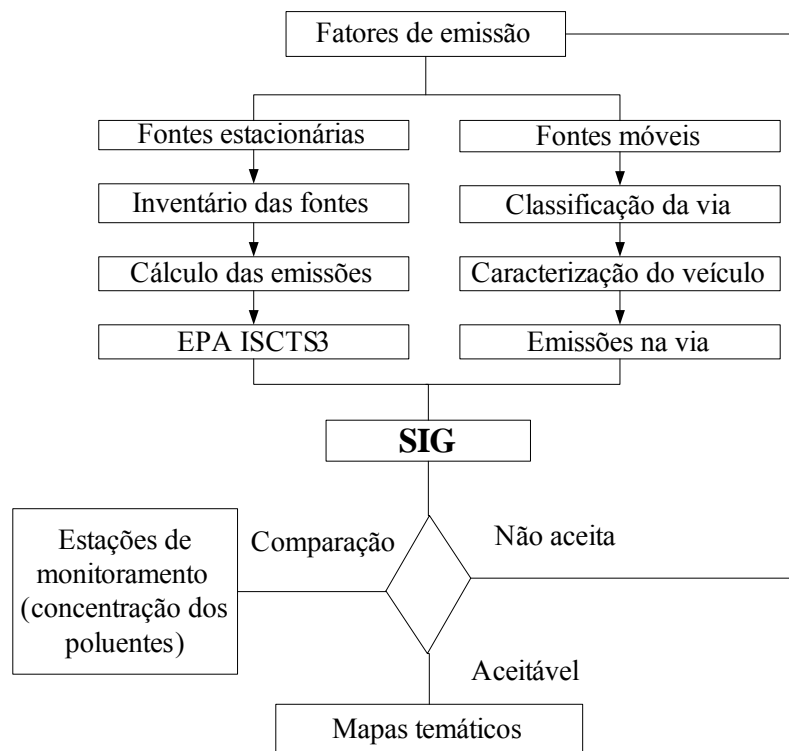 Fatores de emissão
Fontes estacionárias
Fontes móveis
Inventário das fontes
Classificação da via
Cálculo das emissões
Caracterização do veículo
EPA ISCTS3
Emissões na via
SIG
Estações de
monitoramento
(concentração dos
poluentes)
Comparação
Não aceita
Aceitável
Mapas temáticos